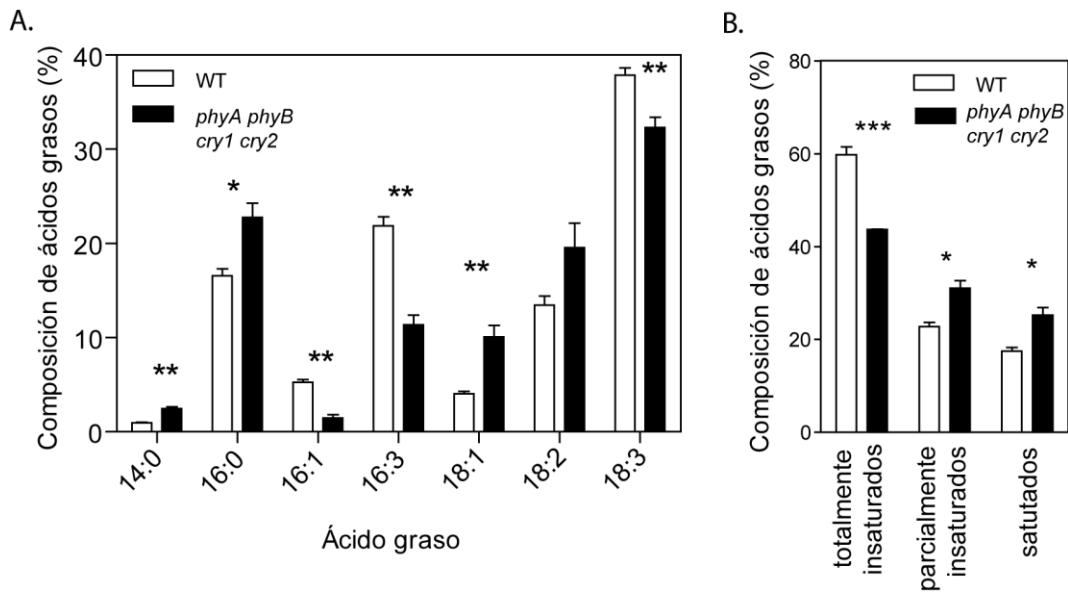 A.
Composición de ácidos grasos (%)
40
30
20
10
0
WT
phyA phyB
cry1 cry2
**
*
**
**
**
**
14:0
16:0
16:1
16:3
18:1
18:2
18:3
Ácido graso
B.
Composición de ácidos grasos (%)
80
60
40
20
0
WT
phyA phyB
cry1 cry2
***
*
*
totalmente
insaturados
parcialmente
insaturados
satutados